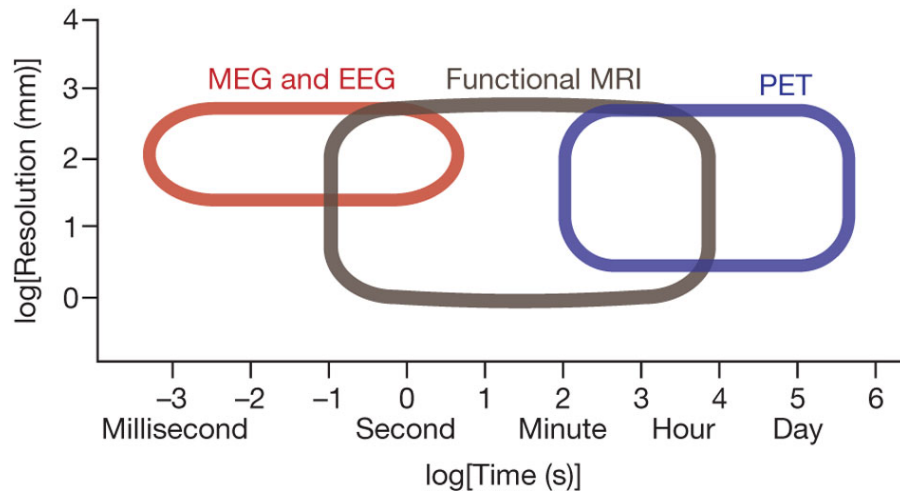 4
MEG and EEG Functional MRI PET
3
log[Resolution (mm)]
2
1
0
–3 –2 –1 0 1 2 3 4 5 6
Millisecond Second Minute Hour Day
log[Time (s)]